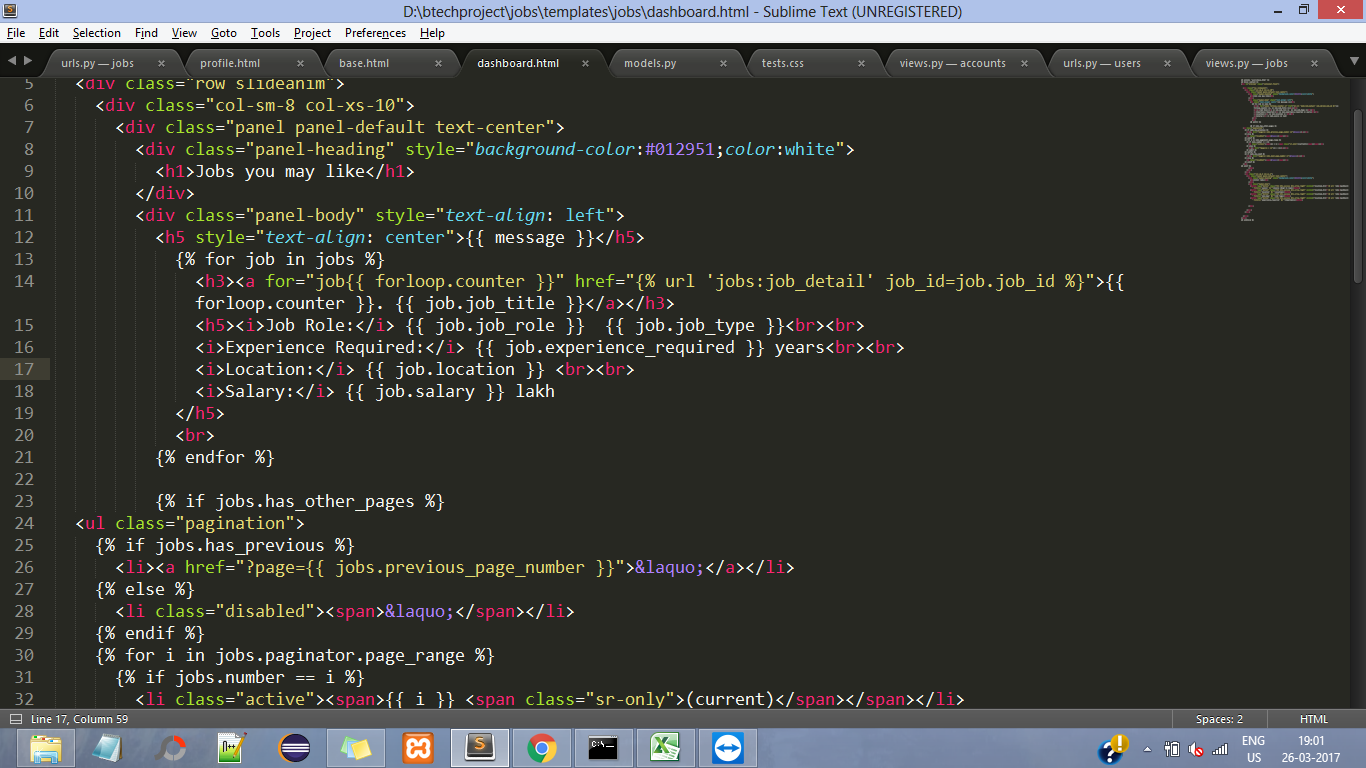 D:\btechproject\jobs\templates\jobs\dashboard.html - Sublime Text (UNREGISTERED)
File Edit Selection Find View Goto Tools Project Preferences Help
urls.py — jobs × profile.html × base.html × dashboard.html × models.py × tests.css × views.py — accounts × urls.py — users × views.py — jobs ×
5 <div class="row slideanim">
6 <div class="col-sm-8 col-xs-10">
7 <div class="panel panel-default text-center">
8 <div class="panel-heading" style="background-color:#012951;color:white">
9 <h1>Jobs you may like</h1>
10 </div>
11 <div class="panel-body" style="text-align: left">
12 <h5 style="text-align: center">{{ message }}</h5>
13 {% for job in jobs %}
14 <h3><a for="job{{ forloop.counter }}" href="{% url 'jobs:job_detail' job_id=job.job_id %}">{{
forloop.counter }}. {{ job.job_title }}</a></h3>
15 <h5><i>Job Role:</i> {{ job.job_role }}  {{ job.job_type }}<br><br>
16 <i>Experience Required:</i> {{ job.experience_required }} years<br><br>
17 <i>Location:</i> {{ job.location }} <br><br>
18 <i>Salary:</i> {{ job.salary }} lakh
19 </h5>
20 <br>
21 {% endfor %}
22
23 {% if jobs.has_other_pages %}
24 <ul class="pagination">
25 {% if jobs.has_previous %}
26 <li><a href="?page={{ jobs.previous_page_number }}">&laquo;</a></li>
27 {% else %}
28 <li class="disabled"><span>&laquo;</span></li>
29 {% endif %}
30 {% for i in jobs.paginator.page_range %}
31 {% if jobs.number == i %}
32 <li class="active"><span>{{ i }} <span class="sr-only">(current)</span></span></li>
Line 17, Column 59 Spaces: 2 HTML
ENG 19:01
US 26-03-2017